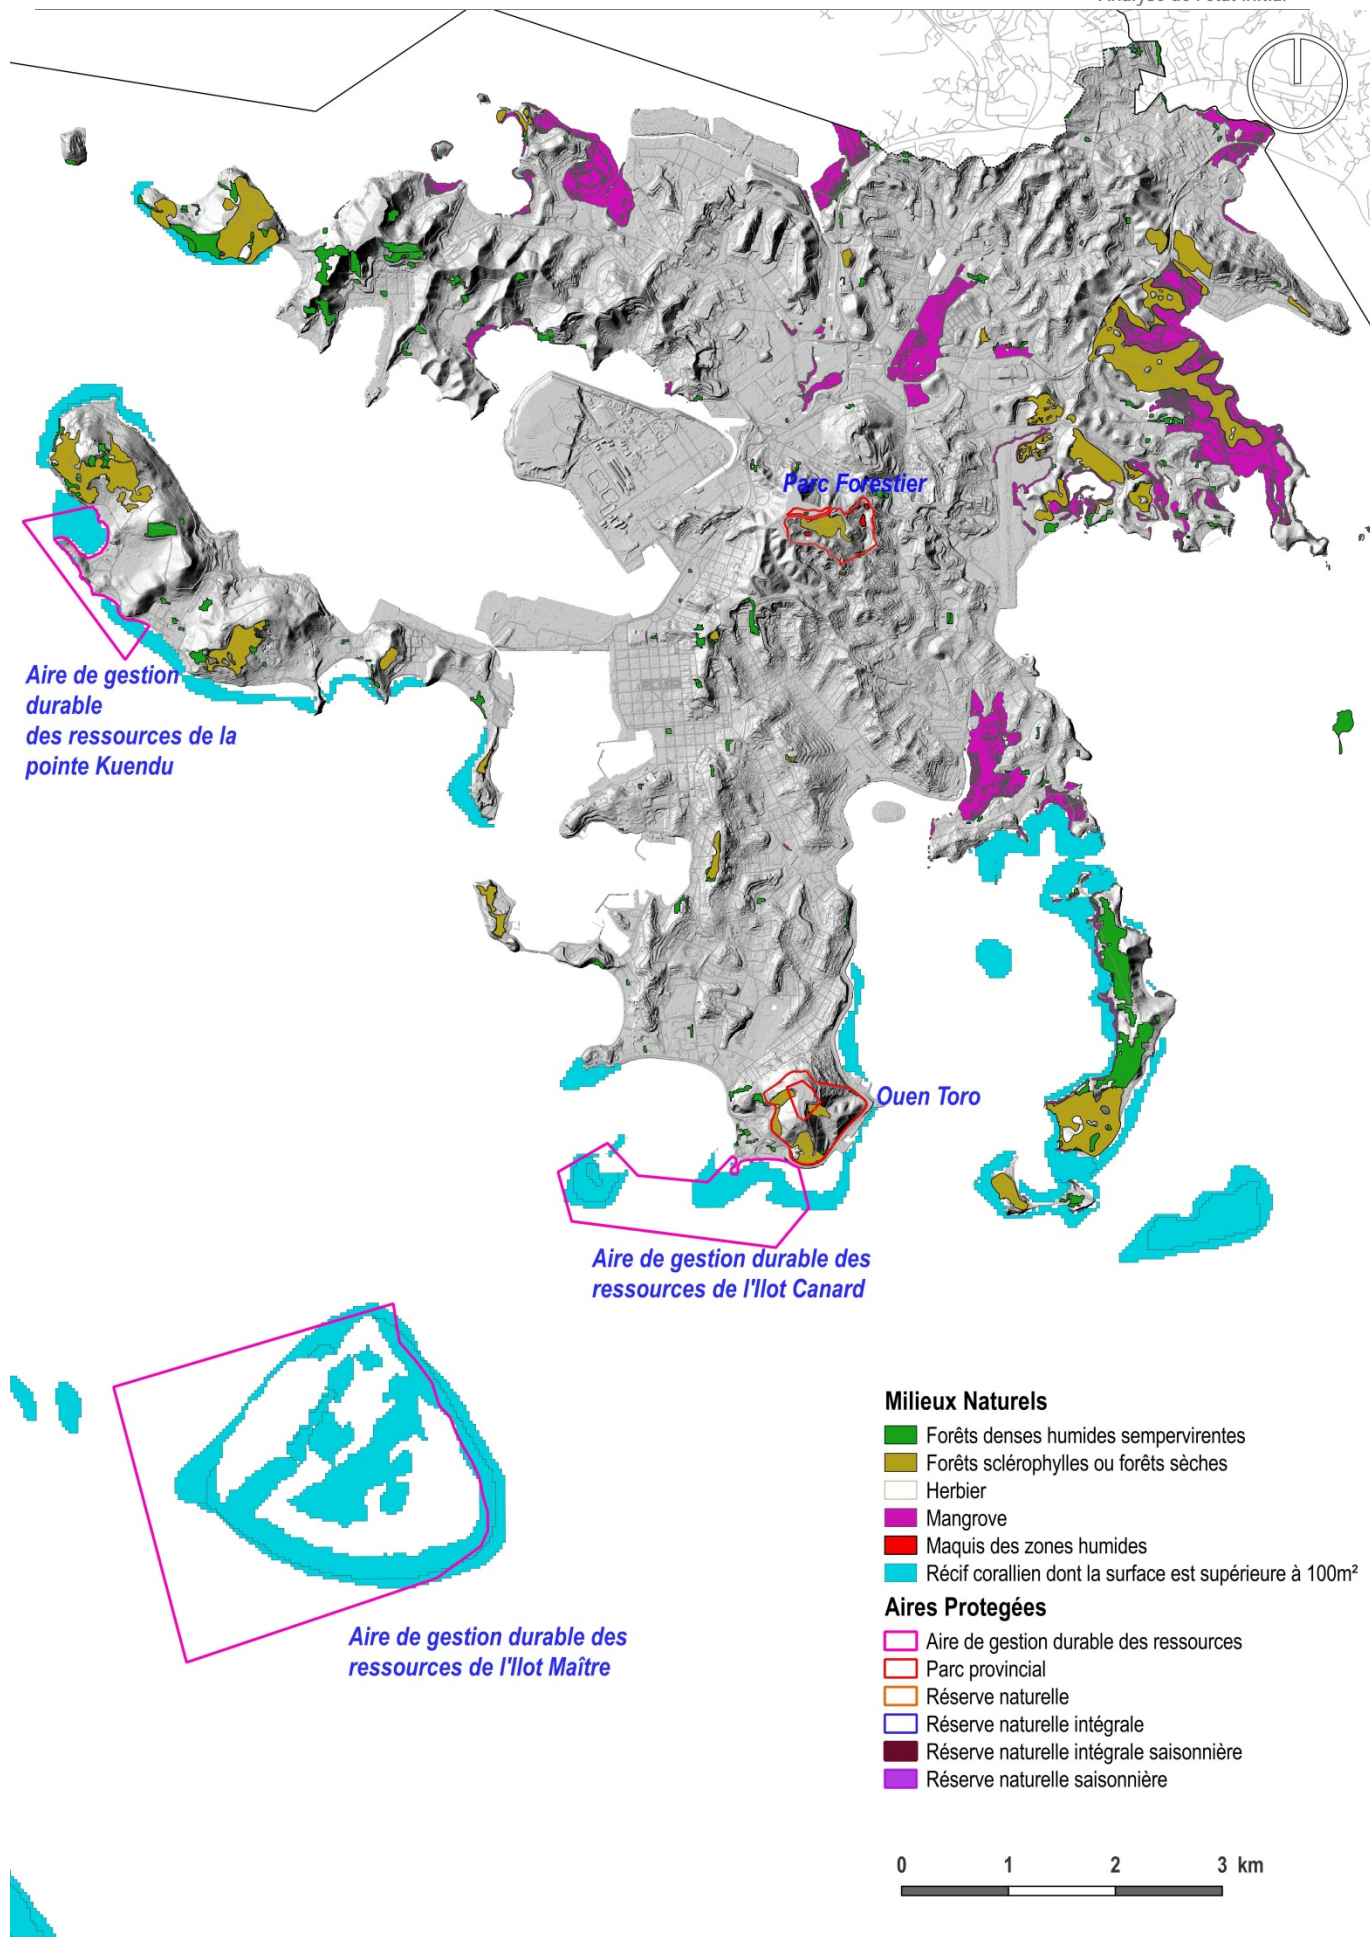 Analyse de l'état initial
Parc Forestier
Aire de gestion
durable
des ressources de la
pointe Kuendu
Ouen Toro
Aire de gestion durable des
ressources de l'Ilot Canard
Aire de gestion durable des
ressources de l'Ilot Maître
Milieux Naturels
Forêts denses humides sempervirentes
Forêts sclérophylles ou forêts sèches
Herbier
Mangrove
Maquis des zones humides
Récif corallien dont la surface est supérieure à 100m²
Aires Protegées
Aire de gestion durable des ressources
Parc provincial
Réserve naturelle
Réserve naturelle intégrale
Réserve naturelle intégrale saisonnière
Réserve naturelle saisonnière
0 1 2 3 km